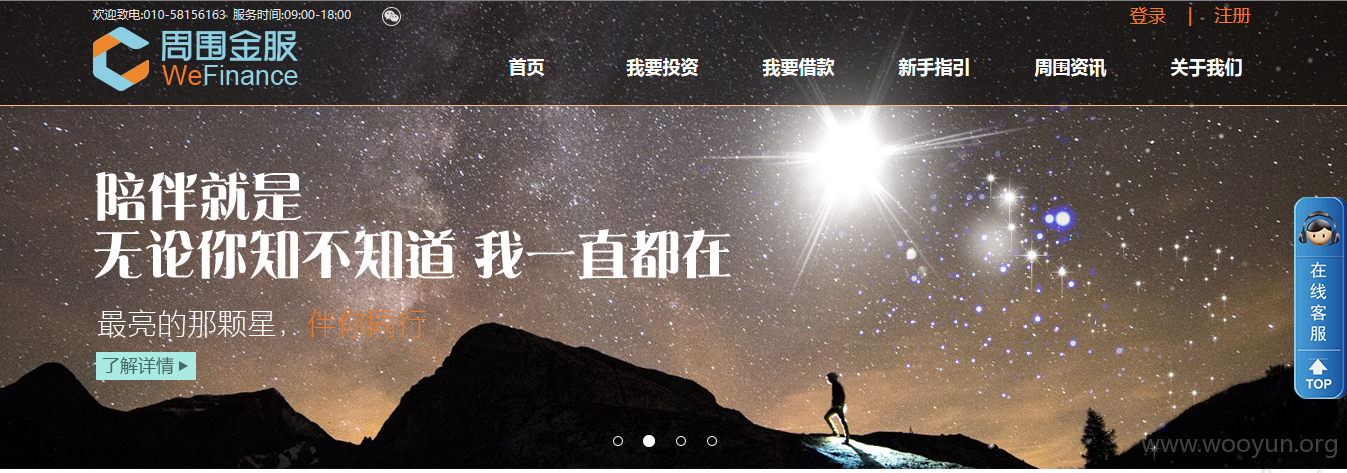 欢迎致电:010-58156163 服务时间:09:00-18:00
登录 | 注册
周围金服
WeFinance
首页 我要投资 我要借款 新手指引 周围资讯 关于我们
陪伴就是
无论你知不知道 我一直都在
最亮的那颗星，伴你同行
了解详情
在线客服
TOP
www.wooyun.org